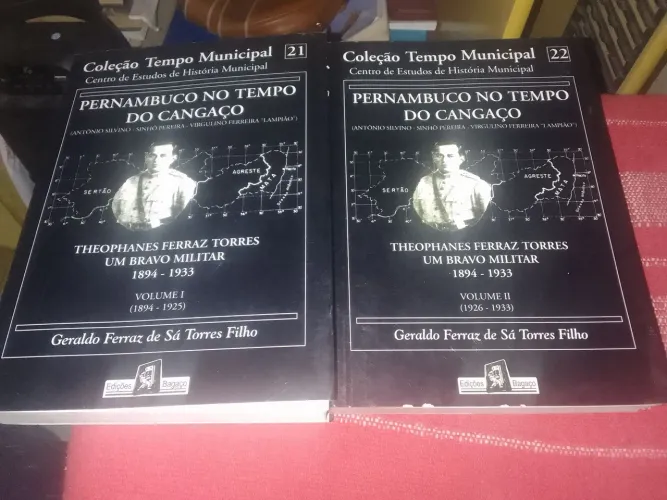 Coleção Tempo Municipal 21
Centro de Estudos de História Municipal
PERNAMBUCO NO TEMPO
DO CANGAÇO
(ANTÔNIO SILVINO - SINHÔ PEREIRA - VIRGULINO FERREIRA "LAMPIÃO")
SERTÃO
AGRESTE
MATA
THEOPHANES FERRAZ TORRES
UM BRAVO MILITAR
1894 - 1933
VOLUME I
(1894 - 1925)
Geraldo Ferraz de Sá Torres Filho
Edições Bagaço
Coleção Tempo Municipal 22
Centro de Estudos de História Municipal
PERNAMBUCO NO TEMPO
DO CANGAÇO
(ANTÔNIO SILVINO - SINHÔ PEREIRA - VIRGULINO FERREIRA "LAMPIÃO")
SERTÃO
AGRESTE
MATA
THEOPHANES FERRAZ TORRES
UM BRAVO MILITAR
1894 - 1933
VOLUME II
(1926 - 1933)
Geraldo Ferraz de Sá Torres Filho
Edições Bagaço